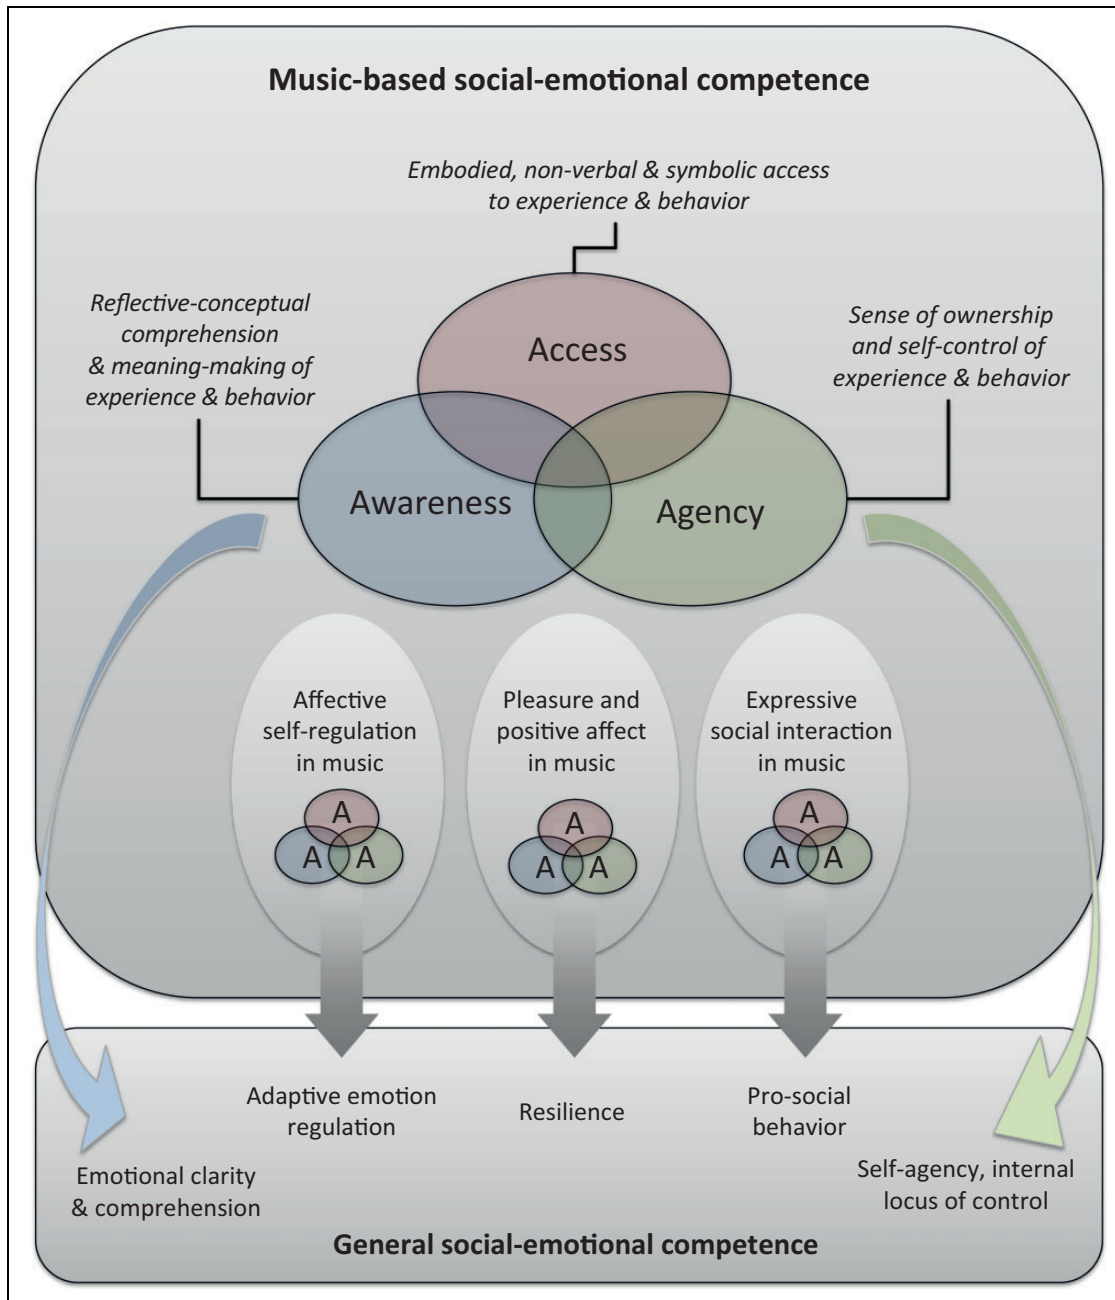 Music-based social-emotional competence
Embodied, non-verbal & symbolic access
to experience & behavior
Reflective-conceptual
comprehension
& meaning-making of
experience & behavior
Sense of ownership
and self-control of
experience & behavior
Access
Awareness
Agency
Affective
self-regulation
in music
A
A
A
Pleasure and
positive affect
in music
A
A
A
Expressive
social interaction
in music
A
A
A
Adaptive emotion
regulation
Resilience
Pro-social
behavior
Emotional clarity
& comprehension
Self-agency, internal
locus of control
General social-emotional competence